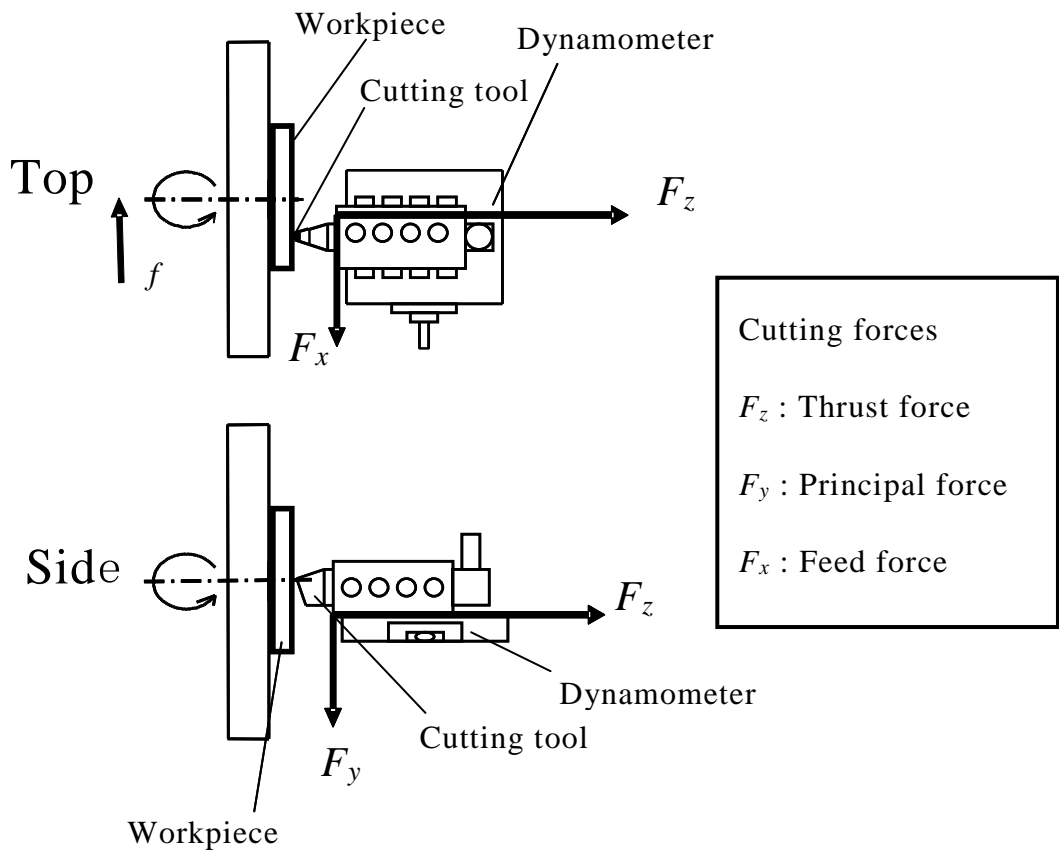 Workpiece
Dynamometer
Cutting tool
Top
F_z
f
F_x
Cutting forces
F_z : Thrust force
F_y : Principal force
F_x : Feed force
Side
F_z
Dynamometer
Cutting tool
F_y
Workpiece